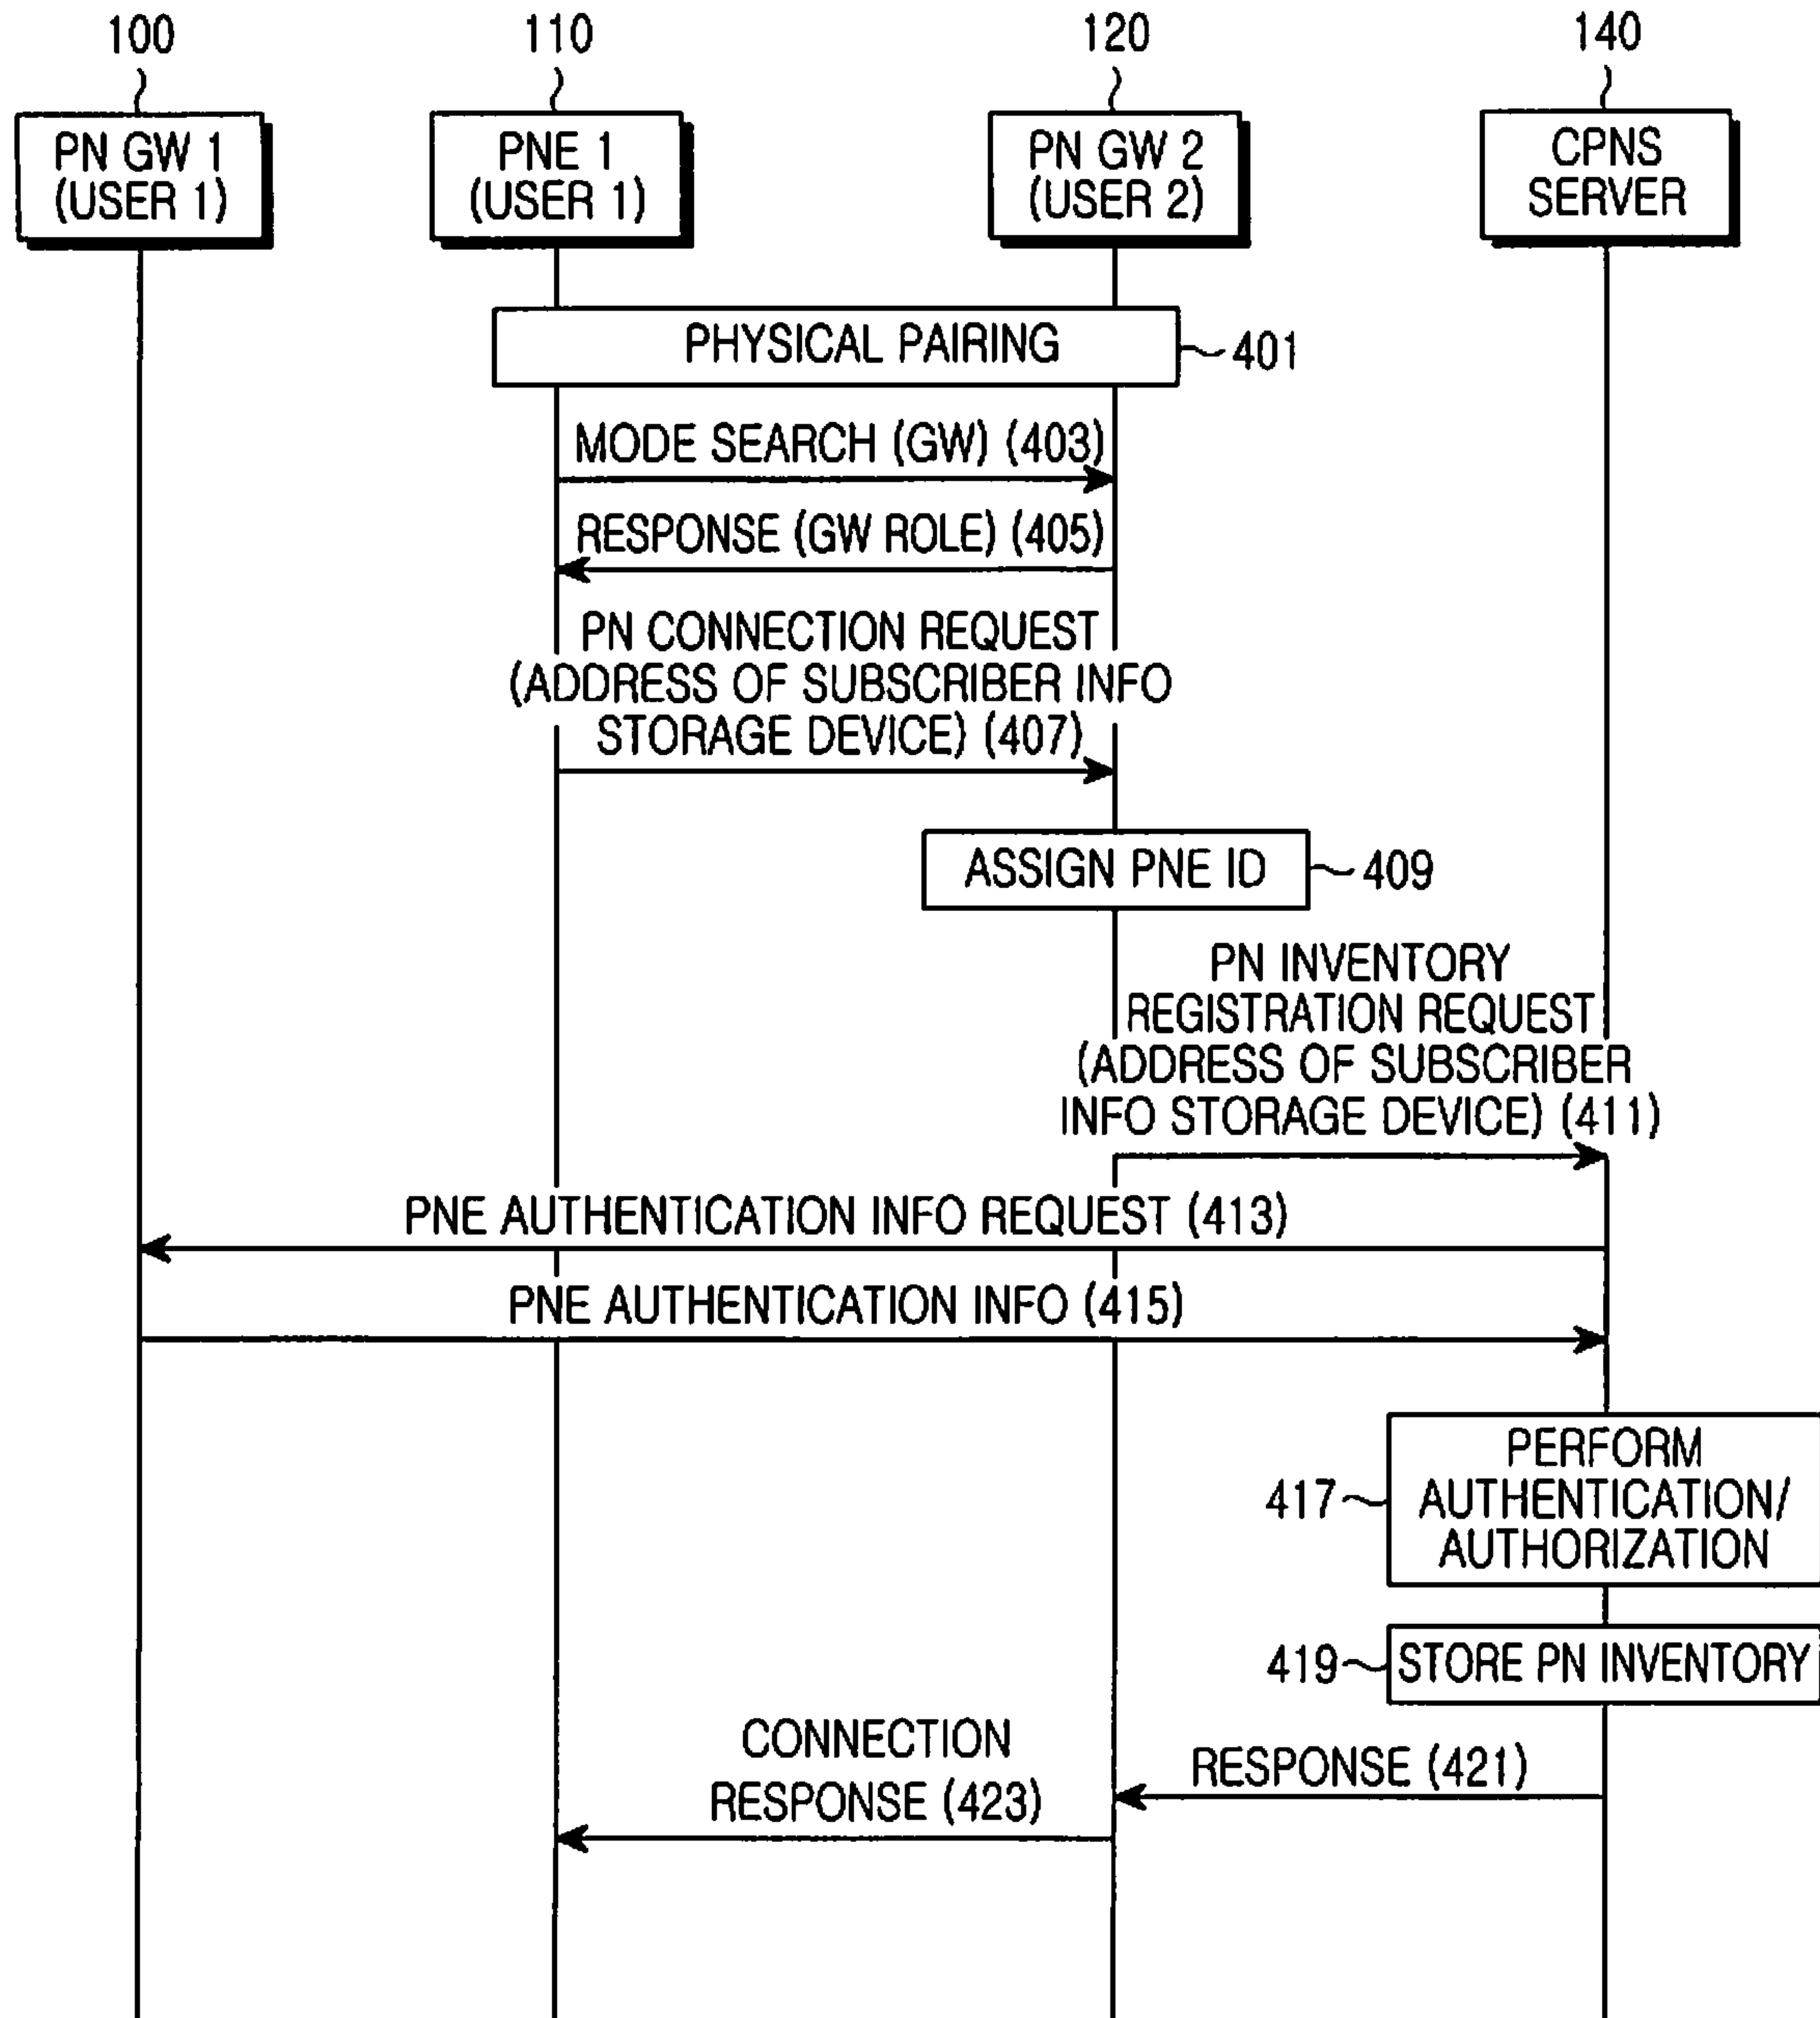 100
110
120
140
PN GW 1
(USER 1)
PNE 1
(USER 1)
PN GW 2
(USER 2)
CPNS
SERVER
PHYSICAL PAIRING
401
MODE SEARCH (GW) (403)
RESPONSE (GW ROLE) (405)
PN CONNECTION REQUEST
(ADDRESS OF SUBSCRIBER INFO
STORAGE DEVICE) (407)
ASSIGN PNE ID
409
PN INVENTORY
REGISTRATION REQUEST
(ADDRESS OF SUBSCRIBER
INFO STORAGE DEVICE) (411)
PNE AUTHENTICATION INFO REQUEST (413)
PNE AUTHENTICATION INFO (415)
417
PERFORM
AUTHENTICATION/
AUTHORIZATION
419
STORE PN INVENTORY
RESPONSE (421)
CONNECTION
RESPONSE (423)